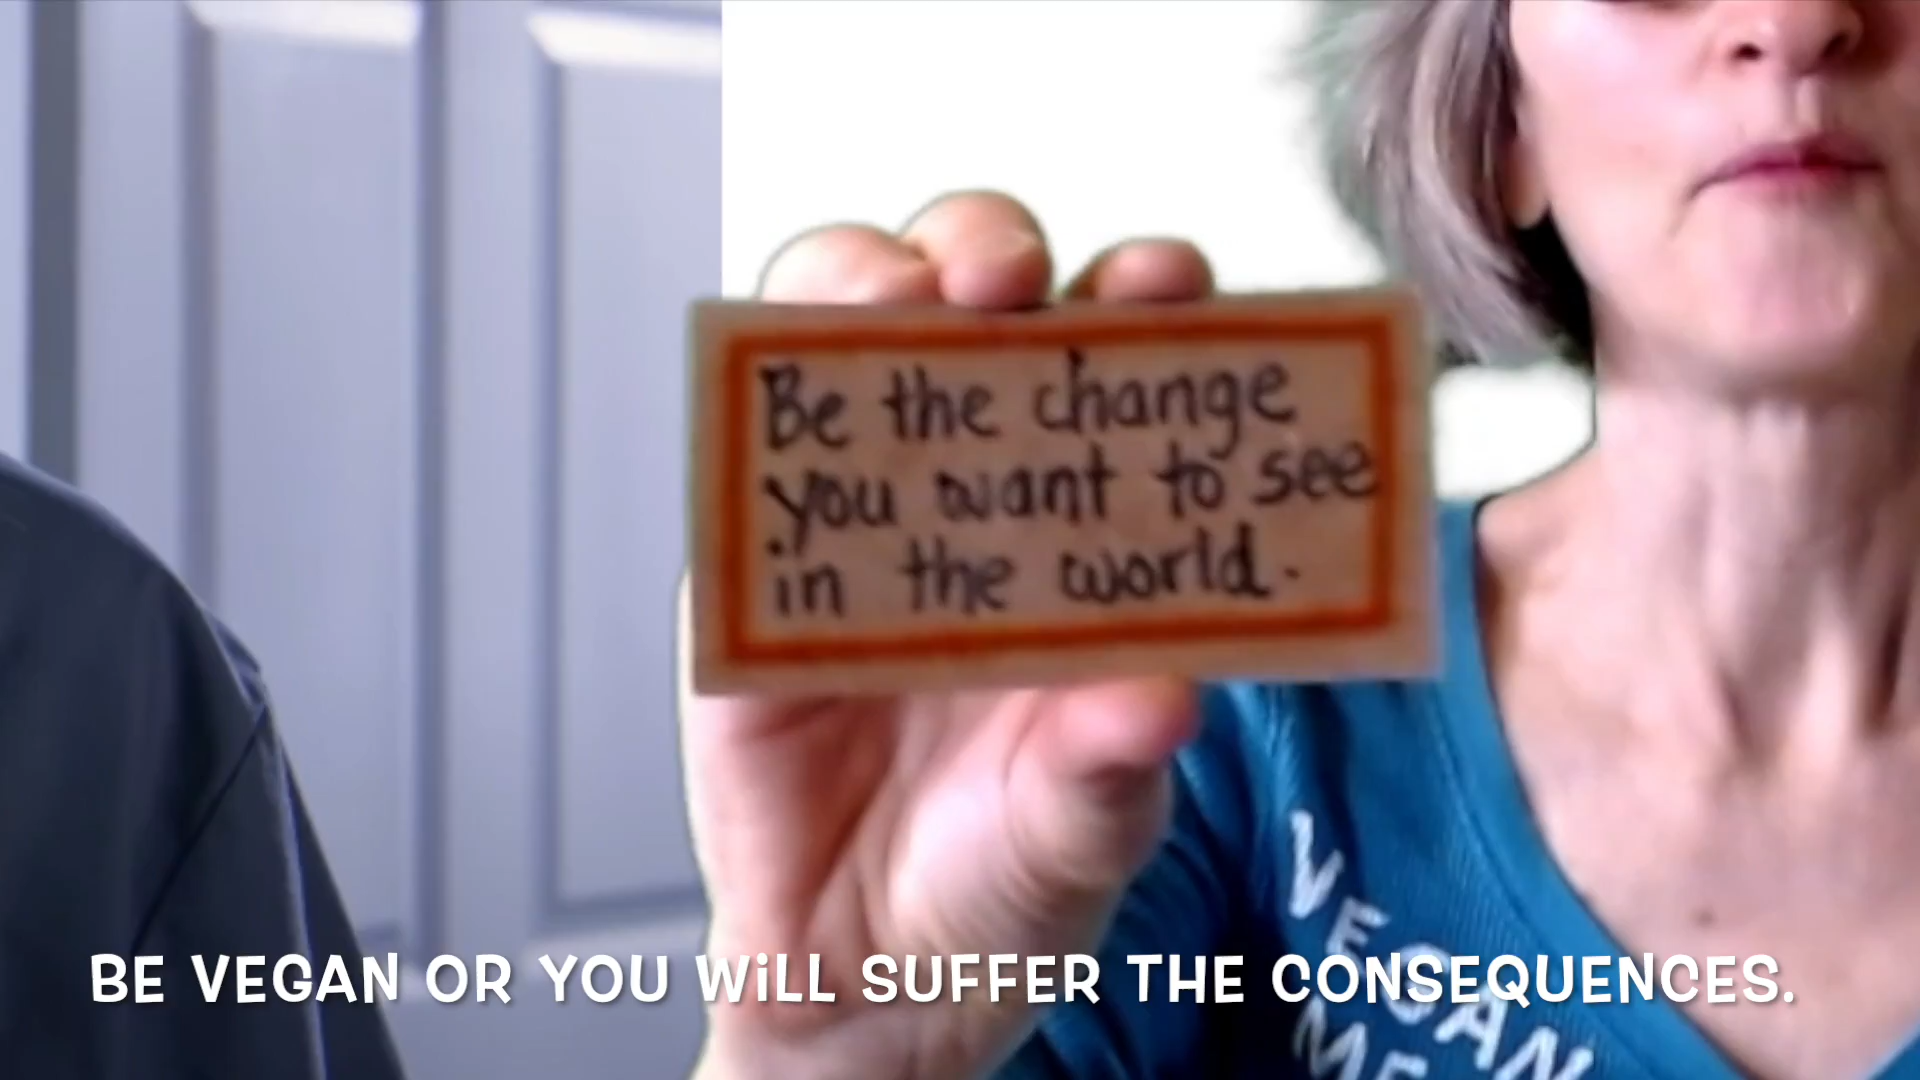 Be the change
you want to see
in the world.
VEGAN
BE VEGAN OR YOU WiLL SUFFER THE CONSEQUENCES.